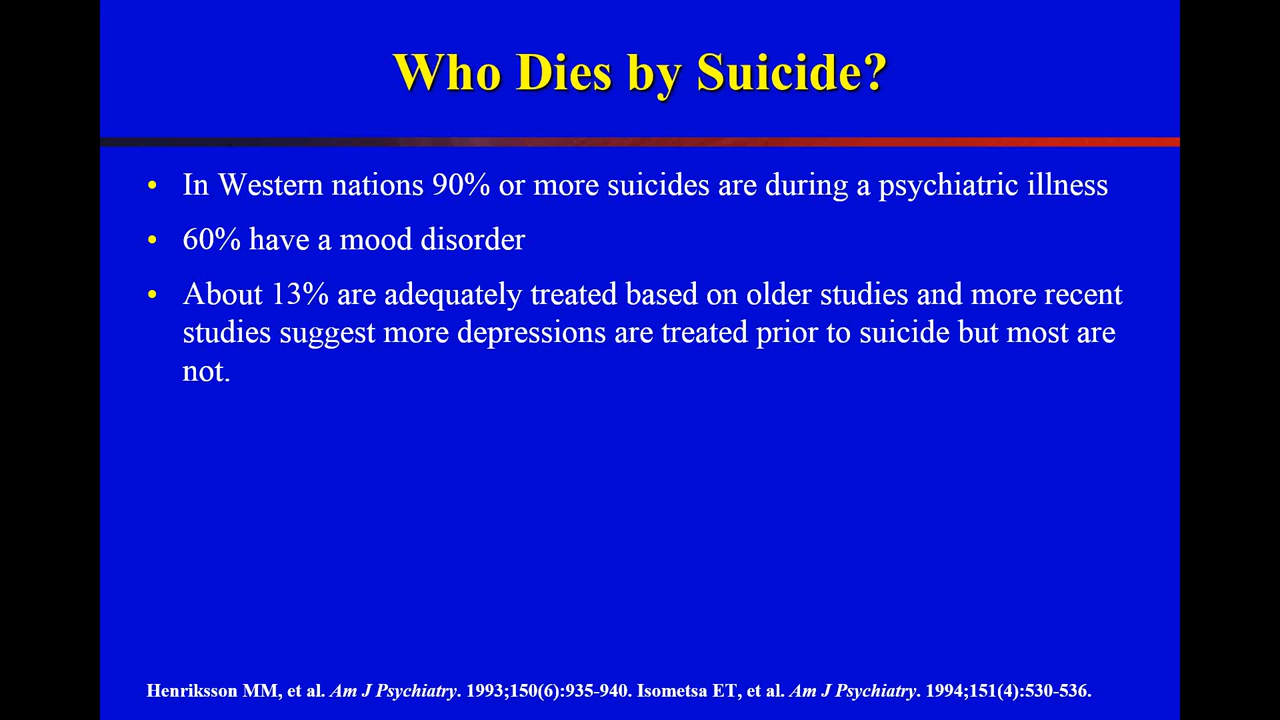 Who Dies by Suicide?
• In Western nations 90% or more suicides are during a psychiatric illness
• 60% have a mood disorder
• About 13% are adequately treated based on older studies and more recent
studies suggest more depressions are treated prior to suicide but most are
not.
Henriksson MM, et al. Am J Psychiatry. 1993;150(6):935-940. Isometsa ET, et al. Am J Psychiatry. 1994;151(4):530-536.